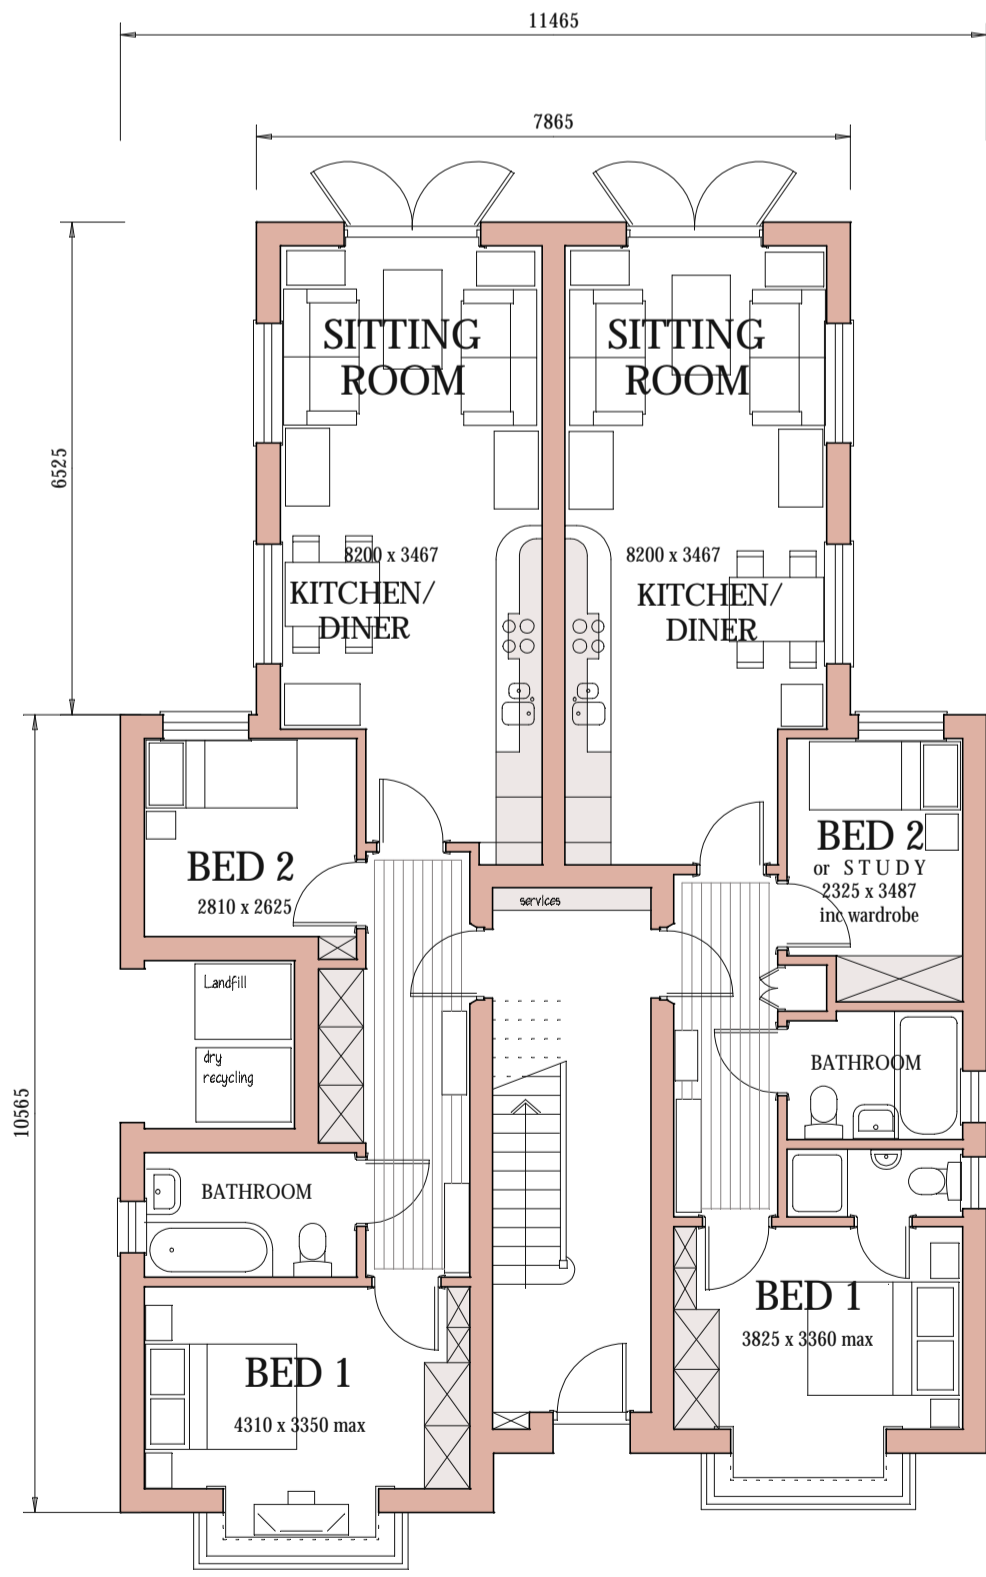 11465
7865
6525
SITTING
ROOM
SITTING
ROOM
8200 x 3467
KITCHEN/
DINER
8200 x 3467
KITCHEN/
DINER
BED 2
2810 x 2625
BED 2
or STUDY
2325 x 3487
inc wardrobe
services
Landfill
dry
recycling
10565
BATHROOM
BATHROOM
BED 1
4310 x 3350 max
BED 1
3825 x 3360 max